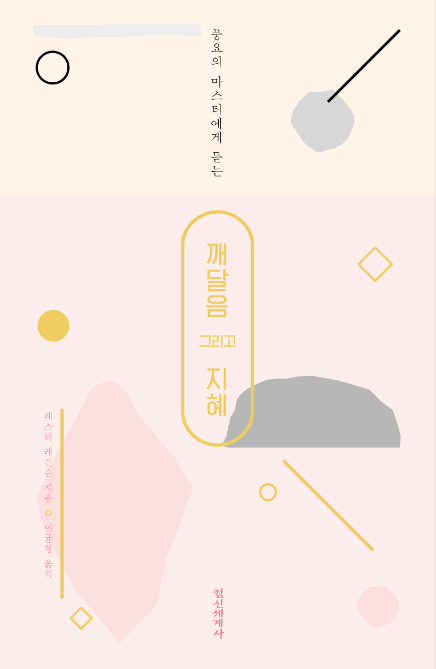 풍요의 마스터에게 듣는
깨달음
그리고
지혜
레스터 레븐슨 지음 ○ 이균형 옮김
정신세계사